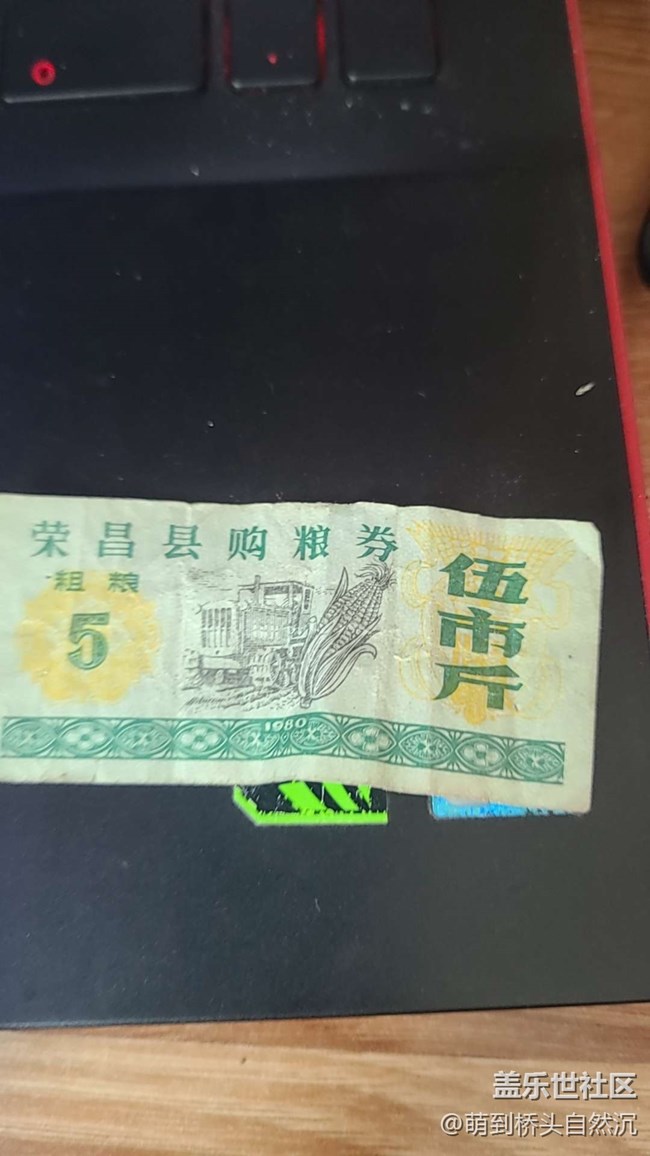 荣昌县购粮券
粗粮
5
伍市斤
1980
盖乐世社区
@萌到桥头自然沉